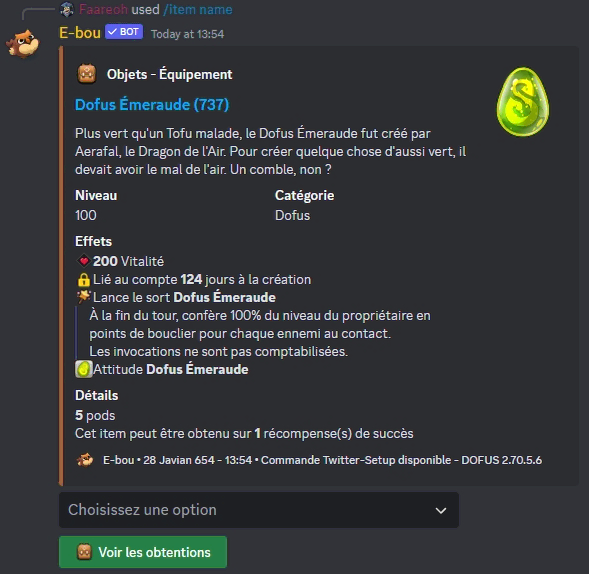 Faareoh used /item name
E-bou ✓ BOT Today at 13:54
Objets - Équipement
Dofus Émeraude (737)
Plus vert qu'un Tofu malade, le Dofus Émeraude fut créé par
Aerafal, le Dragon de l'Air. Pour créer quelque chose d'aussi vert, il
devait avoir le mal de l'air. Un comble, non ?
Niveau Catégorie
100 Dofus
Effets
200 Vitalité
Lié au compte 124 jours à la création
Lance le sort Dofus Émeraude
À la fin du tour, confère 100% du niveau du propriétaire en
points de bouclier pour chaque ennemi au contact.
Les invocations ne sont pas comptabilisées.
Attitude Dofus Émeraude
Détails
5 pods
Cet item peut être obtenu sur 1 récompense(s) de succès
E-bou • 28 Javian 654 - 13:54 • Commande Twitter-Setup disponible - DOFUS 2.70.5.6
Choisissez une option
Voir les obtentions